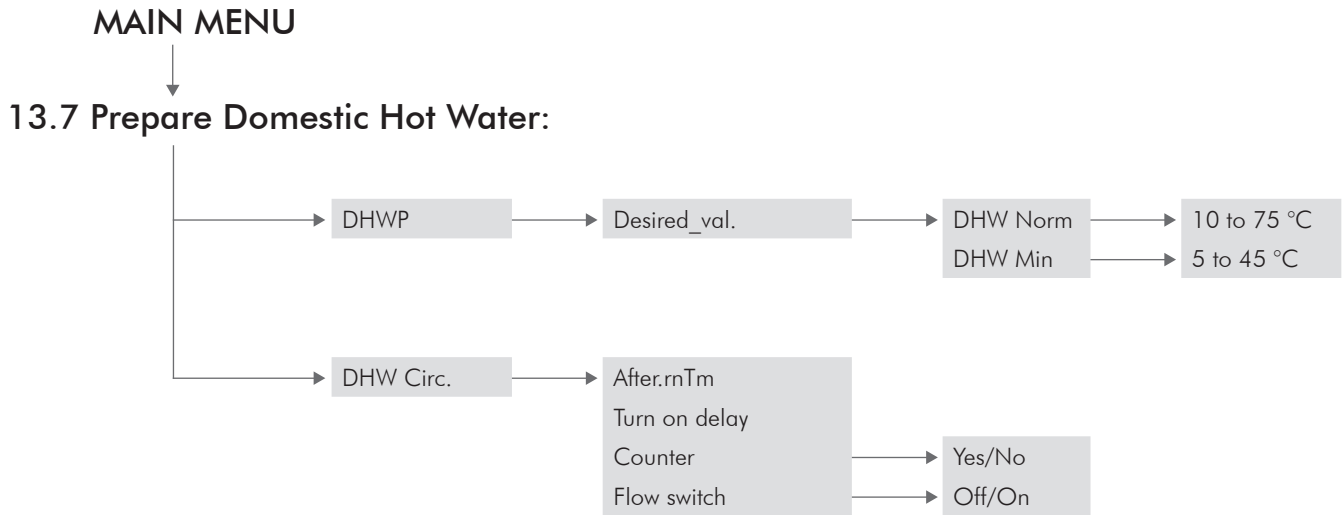 MAIN MENU
13.7 Prepare Domestic Hot Water:
DHWP
Desired_val.
DHW Norm
10 to 75 °C
DHW Min
5 to 45 °C
DHW Circ.
After.rnTm
Turn on delay
Counter
Yes/No
Flow switch
Off/On